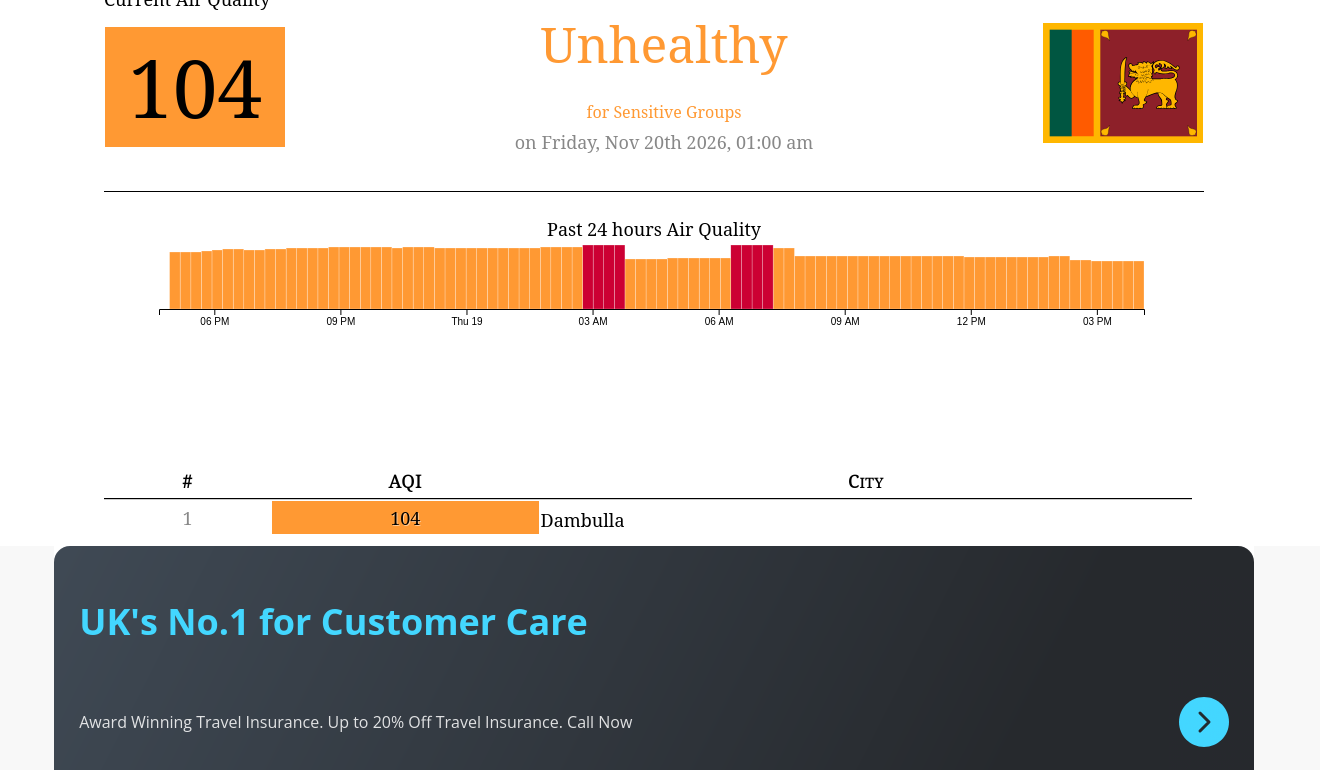 Current Air Quality
104
Unhealthy
for Sensitive Groups
on Friday, Nov 20th 2026, 01:00 am
Past 24 hours Air Quality
06 PM 09 PM Thu 19 03 AM 06 AM 09 AM 12 PM 03 PM
# AQI City
1 104 Dambulla
UK's No.1 for Customer Care
Award Winning Travel Insurance. Up to 20% Off Travel Insurance. Call Now